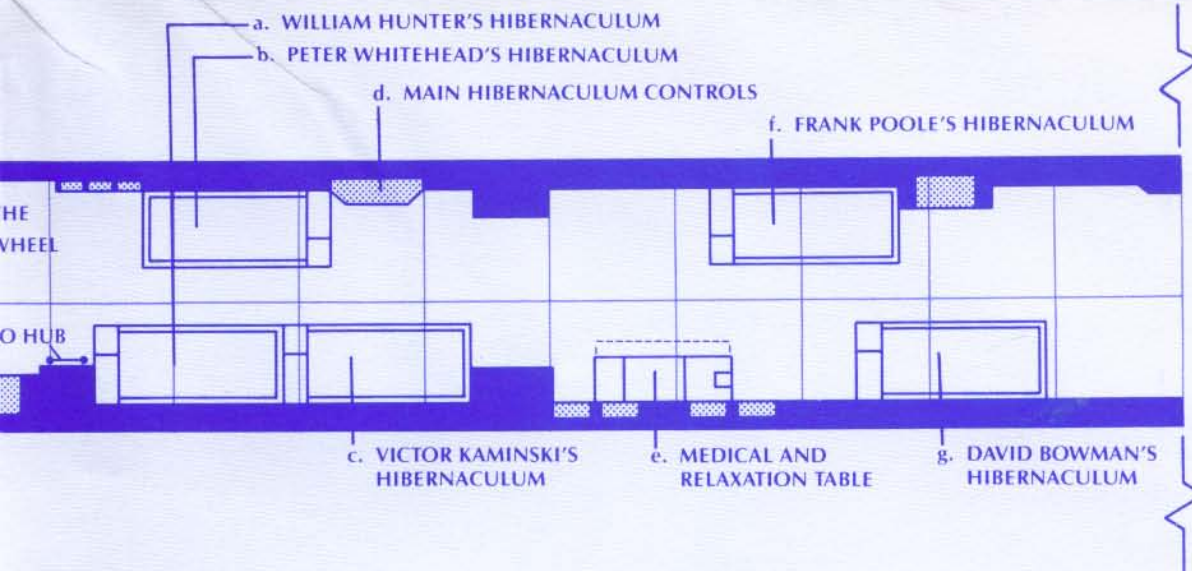 a. WILLIAM HUNTER'S HIBERNACULUM
b. PETER WHITEHEAD'S HIBERNACULUM
d. MAIN HIBERNACULUM CONTROLS
f. FRANK POOLE'S HIBERNACULUM
THE
WHEEL
O HUB
c. VICTOR KAMINSKI'S
HIBERNACULUM
e. MEDICAL AND
RELAXATION TABLE
g. DAVID BOWMAN'S
HIBERNACULUM